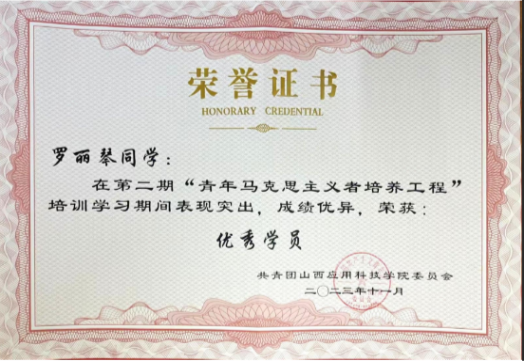 荣誉证书
HONORARY CREDENTIAL
罗丽琴同学：
在第二期“青年马克思主义者培养工程”
培训学习期间表现突出，成绩优异，荣获：
优秀学员
共青团山西应用科技学院委员会
二〇二三年十一月